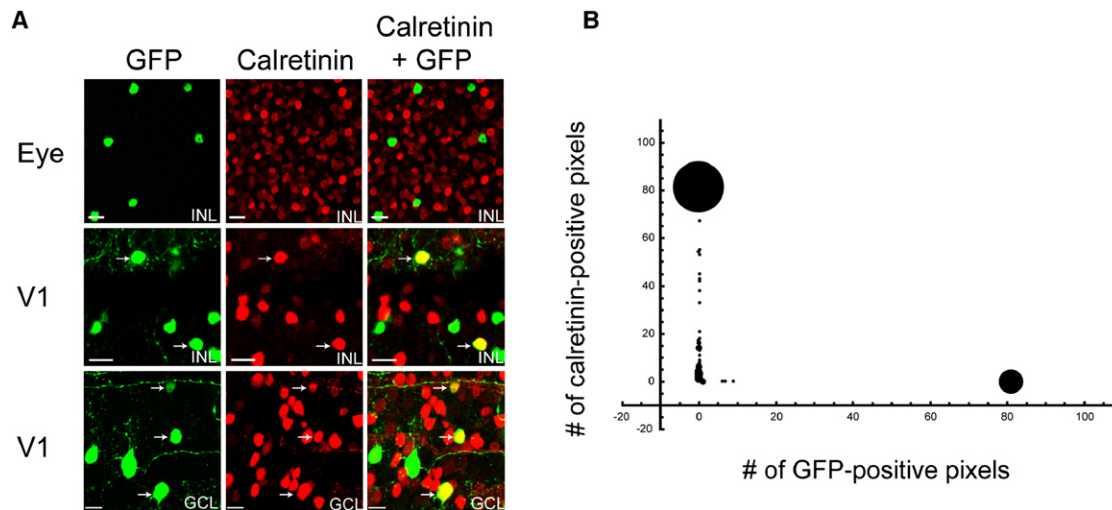 A
GFP
Calretinin
Calretinin
+ GFP
Eye
INL
INL
INL
V1
INL
INL
INL
V1
GCL
GCL
GCL
B
# of calretinin-positive pixels
100
80
60
40
20
0
-20
-20
0
20
40
60
80
100
# of GFP-positive pixels